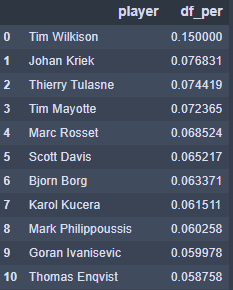 player df_per
0 Tim Wilkison 0.150000
1 Johan Kriek 0.076831
2 Thierry Tulasne 0.074419
3 Tim Mayotte 0.072365
4 Marc Rosset 0.068524
5 Scott Davis 0.065217
6 Bjorn Borg 0.063371
7 Karol Kucera 0.061511
8 Mark Philippoussis 0.060258
9 Goran Ivanisevic 0.059978
10 Thomas Enqvist 0.058758